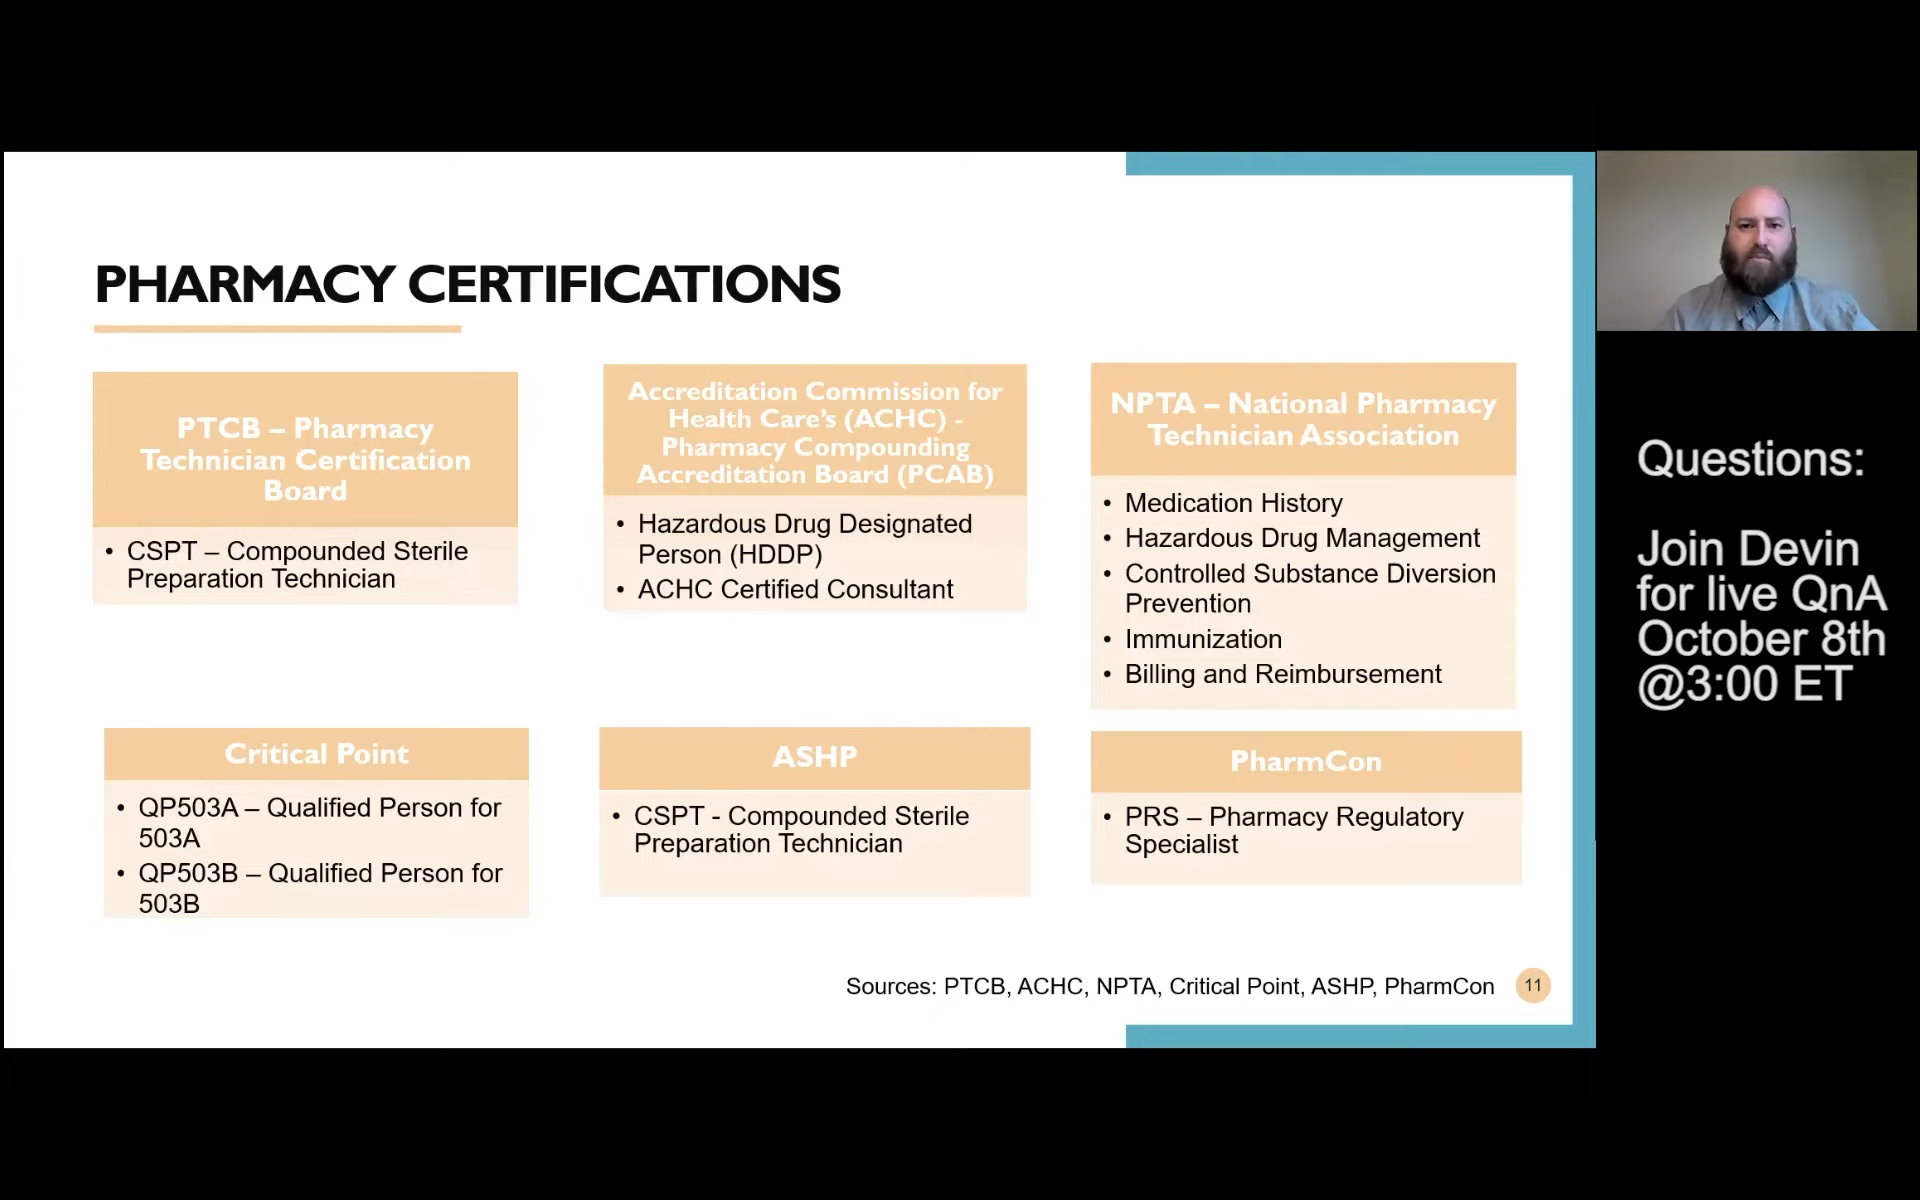 PHARMACY CERTIFICATIONS
PTCB – Pharmacy
Technician Certification
Board
• CSPT – Compounded Sterile
Preparation Technician
Accreditation Commission for
Health Care's (ACHC) -
Pharmacy Compounding
Accreditation Board (PCAB)
• Hazardous Drug Designated
Person (HDDP)
• ACHC Certified Consultant
NPTA – National Pharmacy
Technician Association
• Medication History
• Hazardous Drug Management
• Controlled Substance Diversion
Prevention
• Immunization
• Billing and Reimbursement
Critical Point
• QP503A – Qualified Person for
503A
• QP503B – Qualified Person for
503B
ASHP
• CSPT - Compounded Sterile
Preparation Technician
PharmCon
• PRS – Pharmacy Regulatory
Specialist
Sources: PTCB, ACHC, NPTA, Critical Point, ASHP, PharmCon
11
Questions:
Join Devin
for live QnA
October 8th
@3:00 ET